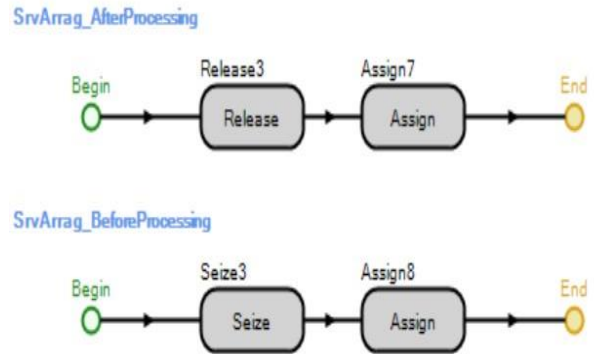 SrvArrag_AfterProcessing
Release3 Assign7
Begin End
Release Assign
SrvArrag_BeforeProcessing
Seize3 Assign8
Begin End
Seize Assign